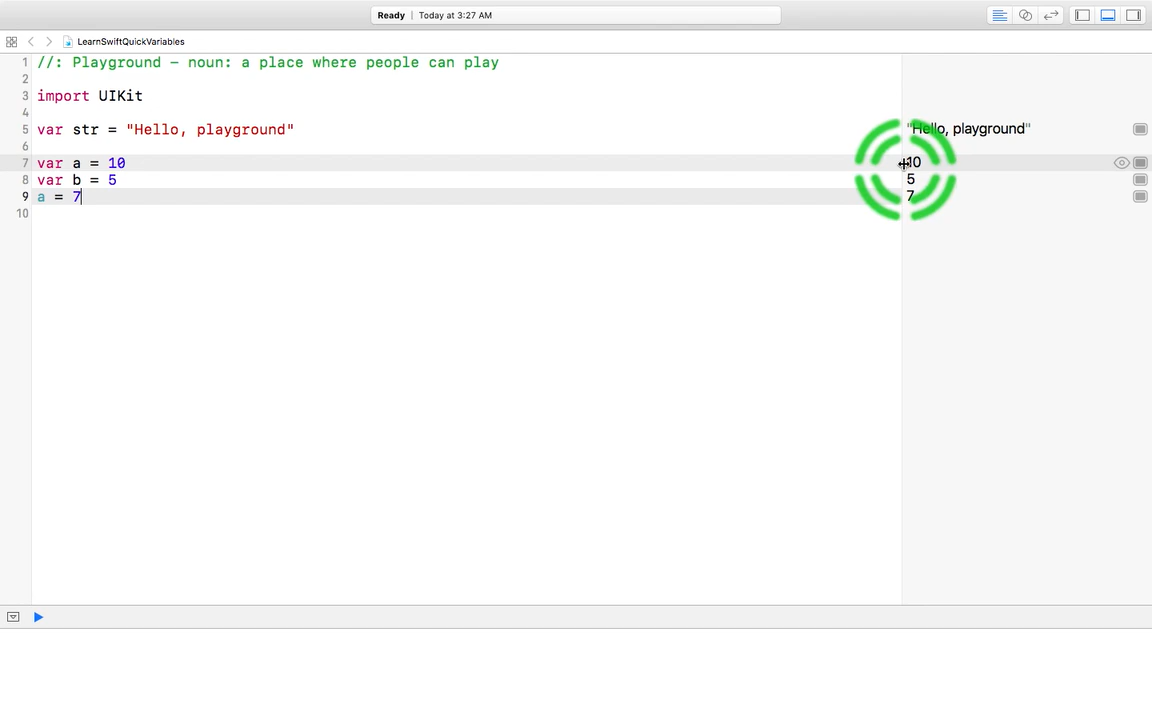 Ready | Today at 3:27 AM
LearnSwiftQuickVariables
1 //: Playground – noun: a place where people can play
2
3 import UIKit
4
5 var str = "Hello, playground" "Hello, playground"
6
7 var a = 10 10
8 var b = 5 5
9 a = 7 7
10